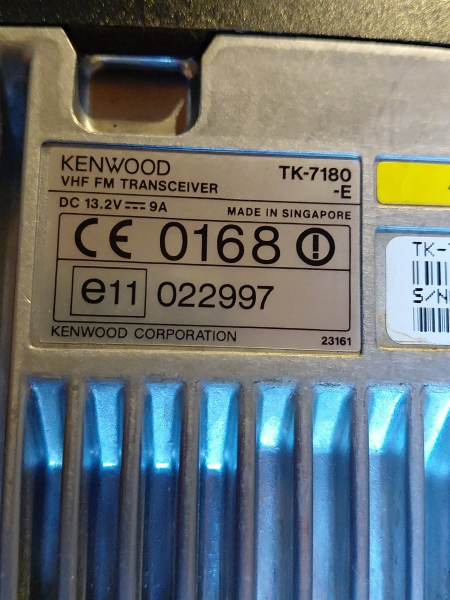 KENWOOD TK-7180
VHF FM TRANSCEIVER -E
DC 13.2V⎓9A MADE IN SINGAPORE
CE 0168
e11 022997
KENWOOD CORPORATION 23161
TK-
S/N